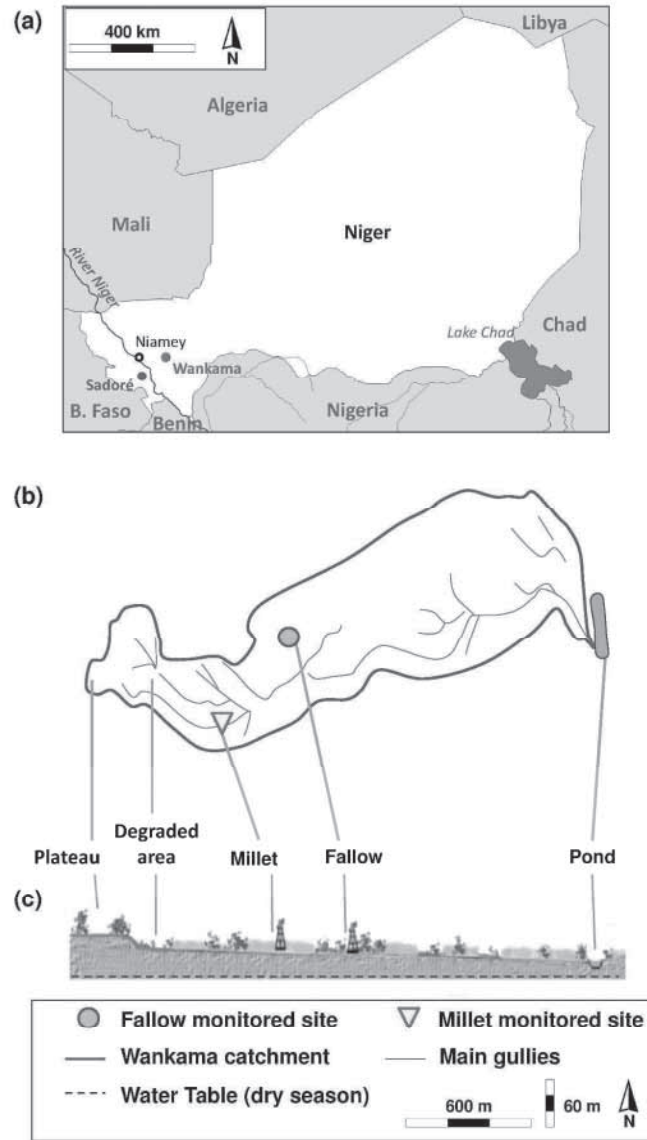 (a)
400 km
N
Libya
Algeria
Mali
Niger
River Niger
Niamey
Wankama
Sadoré
Lake Chad
Chad
B. Faso
Benin
Nigeria
(b)
Degraded
area
Plateau
Millet
Fallow
Pond
(c)
Fallow monitored site
Millet monitored site
Wankama catchment
Main gullies
Water Table (dry season)
600 m
60 m
N